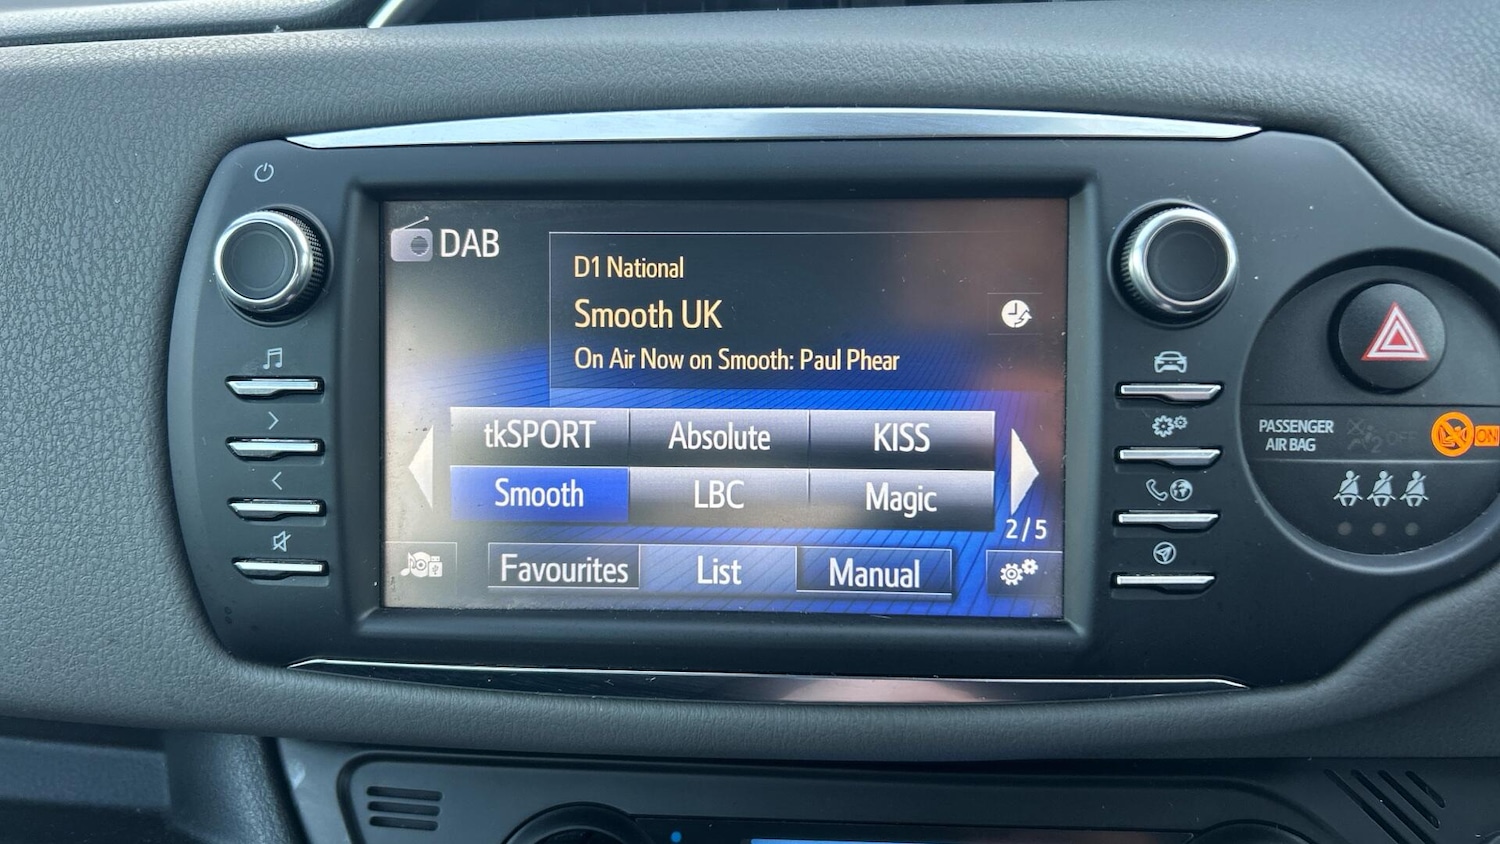 DAB
D1 National
Smooth UK
On Air Now on Smooth: Paul Phear
tkSPORT
Absolute
KISS
Smooth
LBC
Magic
2/5
Favourites
List
Manual
PASSENGER
AIR BAG
2 OFF
ON